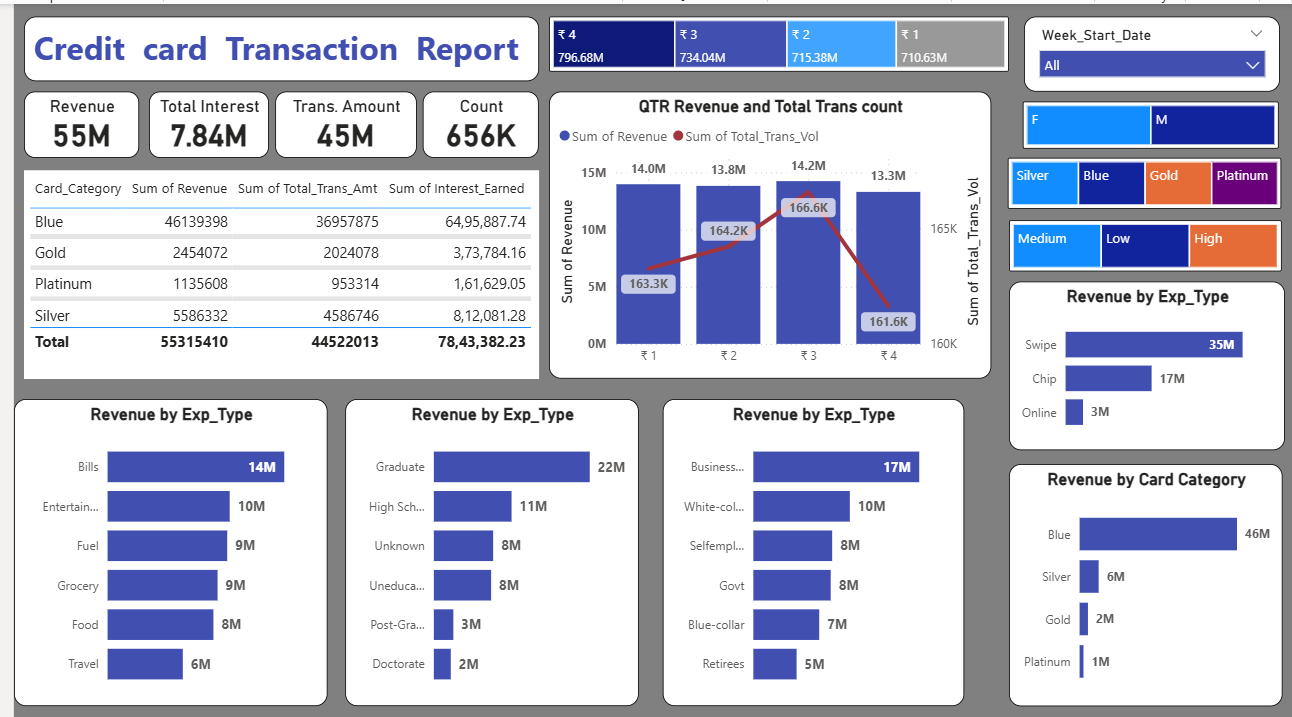 Credit card Transaction Report
₹ 4
796.68M
₹ 3
734.04M
₹ 2
715.38M
₹ 1
710.63M
Week_Start_Date
All
Revenue
55M
Total Interest
7.84M
Trans. Amount
45M
Count
656K
F
M
Silver
Blue
Gold
Platinum
Medium
Low
High
Card_Category Sum of Revenue Sum of Total_Trans_Amt Sum of Interest_Earned
Blue 46139398 36957875 64,95,887.74
Gold 2454072 2024078 3,73,784.16
Platinum 1135608 953314 1,61,629.05
Silver 5586332 4586746 8,12,081.28
Total 55315410 44522013 78,43,382.23
QTR Revenue and Total Trans count
Sum of Revenue Sum of Total_Trans_Vol
Sum of Revenue
15M
10M
5M
0M
14.0M
13.8M
14.2M
13.3M
163.3K
164.2K
166.6K
161.6K
165K
160K
Sum of Total_Trans_Vol
₹ 1
₹ 2
₹ 3
₹ 4
Revenue by Exp_Type
Swipe 35M
Chip 17M
Online 3M
Revenue by Exp_Type
Bills 14M
Entertain... 10M
Fuel 9M
Grocery 9M
Food 8M
Travel 6M
Revenue by Exp_Type
Graduate 22M
High Sch... 11M
Unknown 8M
Uneduca... 8M
Post-Gra... 3M
Doctorate 2M
Revenue by Exp_Type
Business... 17M
White-col... 10M
Selfempl... 8M
Govt 8M
Blue-collar 7M
Retirees 5M
Revenue by Card Category
Blue 46M
Silver 6M
Gold 2M
Platinum 1M